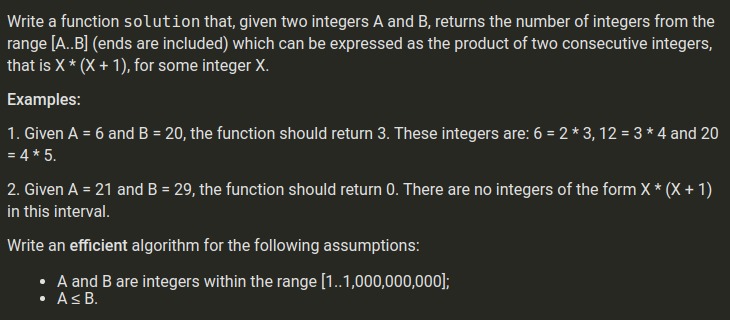 Write a function solution that, given two integers A and B, returns the number of integers from the
range [A..B] (ends are included) which can be expressed as the product of two consecutive integers,
that is X * (X + 1), for some integer X.
Examples:
1. Given A = 6 and B = 20, the function should return 3. These integers are: 6 = 2 * 3, 12 = 3 * 4 and 20
= 4 * 5.
2. Given A = 21 and B = 29, the function should return 0. There are no integers of the form X * (X + 1)
in this interval.
Write an efficient algorithm for the following assumptions:
• A and B are integers within the range [1..1,000,000,000];
• A ≤ B.